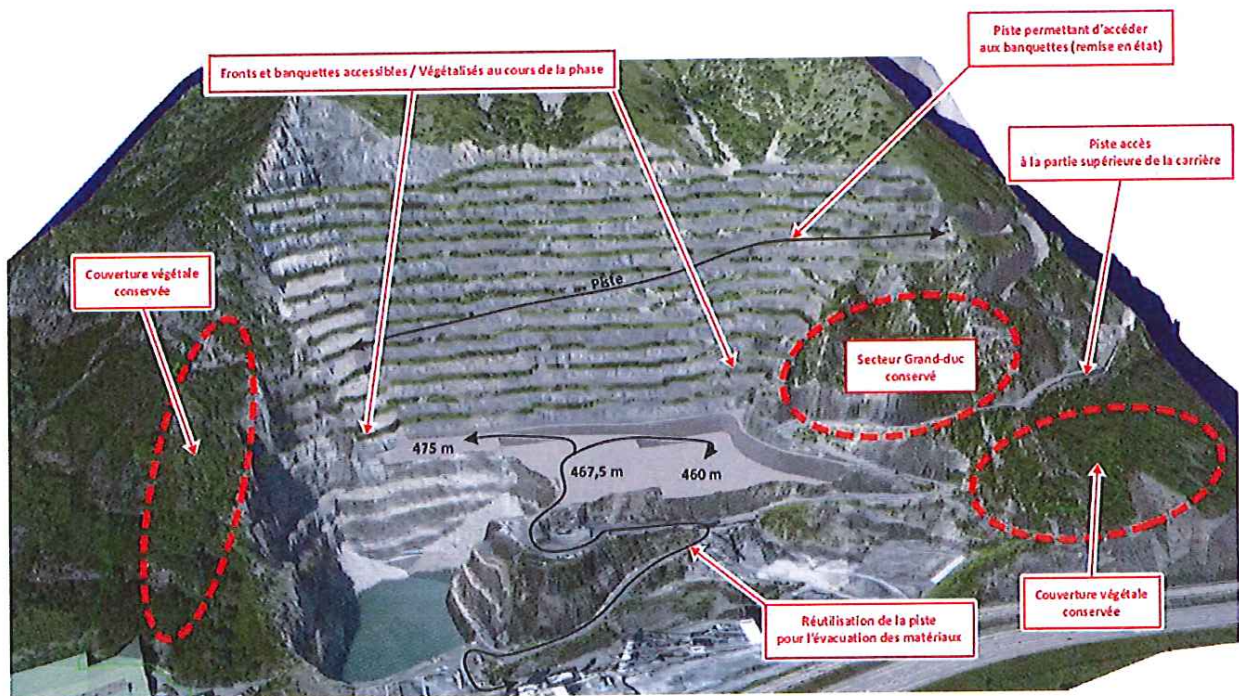 Piste permettant d'accéder
aux banquettes (remise en état)
Fronts et banquettes accessibles / Végétalisés au cours de la phase
Piste accès
à la partie supérieure de la carrière
Couverture végétale
conservée
Piste
Secteur Grand-duc
conservé
475 m
467,5 m
460 m
Réutilisation de la piste
pour l'évacuation des matériaux
Couverture végétale
conservée